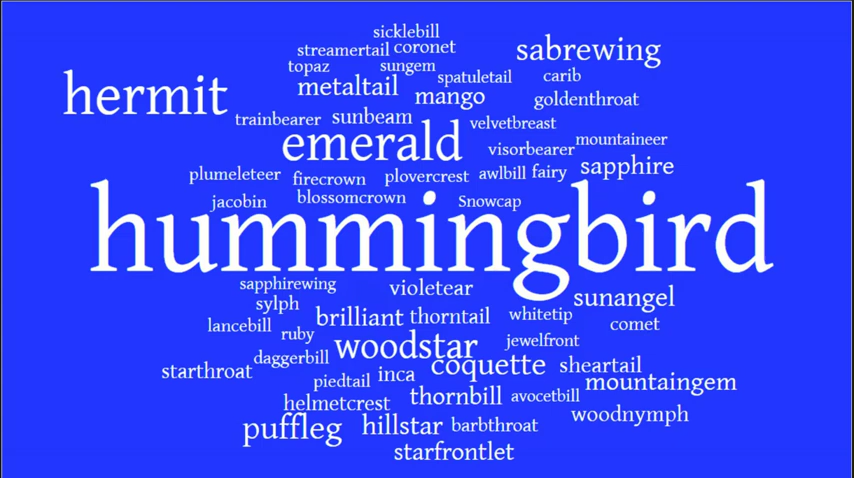 sicklebill
streamertail coronet
sabrewing
topaz sungem
spatuletail carib
hermit
metaltail mango
goldenthroat
trainbearer sunbeam velvetbreast
emerald
visorbearer mountaineer
plumeleteer firecrown plovercrest awlbill fairy sapphire
jacobin blossomcrown Snowcap
hummingbird
sapphirewing violetear
sylph sunangel
lancebill ruby brilliant thorntail whitetip comet
woodstar jewelfront
daggerbill coquette sheartail
starthroat piedtail inca mountaingem
helmetcrest thornbill avocetbill
puffleg hillstar barbthroat woodnymph
starfrontlet